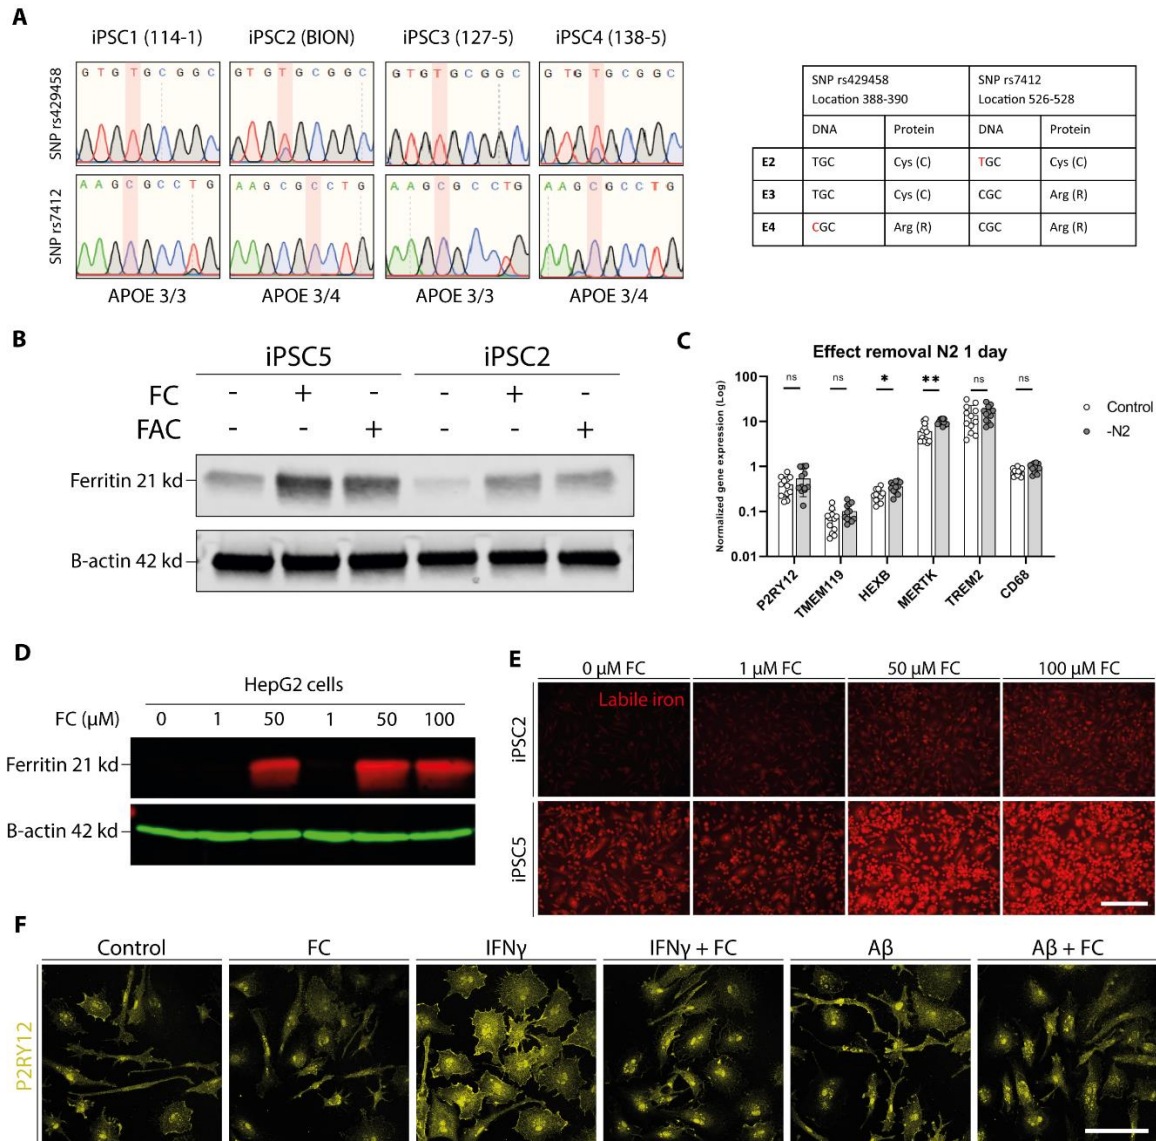 A
iPSC1 (114-1) iPSC2 (BION) iPSC3 (127-5) iPSC4 (138-5)
SNP rs429458
G T G T G C G G C
G T G T G C G G C
G T G T G C G G C
G T G T G C G G C
SNP rs7412
A A G C G C C T G
A A G C G C C T G
A A G C G C C T G
A A G C G C C T G
APOE 3/3 APOE 3/4 APOE 3/3 APOE 3/4
SNP rs429458 SNP rs7412
Location 388-390 Location 526-528
DNA Protein DNA Protein
E2 TGC Cys (C) TGC Cys (C)
E3 TGC Cys (C) CGC Arg (R)
E4 CGC Arg (R) CGC Arg (R)
B
iPSC5 iPSC2
FC - + - - + -
FAC - - + - - +
Ferritin 21 kd
B-actin 42 kd
C
Effect removal N2 1 day
Normalized gene expression (Log)
100
10
1
0.1
0.01
ns ns * ** ns ns
P2RY12 TMEM119 HEXB MERTK TREM2 CD68
Control
-N2
D
HepG2 cells
FC (μM) 0 1 50 1 50 100
Ferritin 21 kd
B-actin 42 kd
E
0 μM FC 1 μM FC 50 μM FC 100 μM FC
Labile iron
iPSC2
iPSC5
F
Control FC IFNγ IFNγ + FC Aβ Aβ + FC
P2RY12